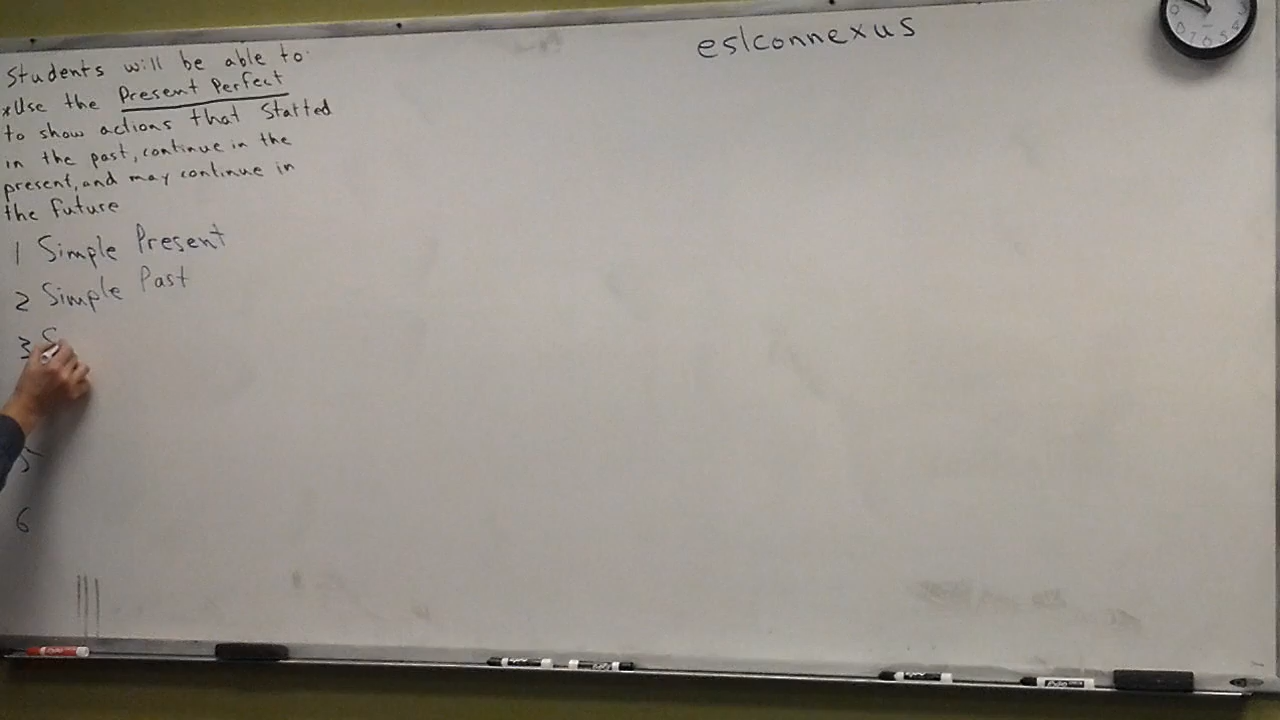 eslconnexus
Students will be able to
*Use the Present Perfect
to show actions that started
in the past, continue in the
present, and may continue in
the future
1 Simple Present
2 Simple Past
3 S
5
6